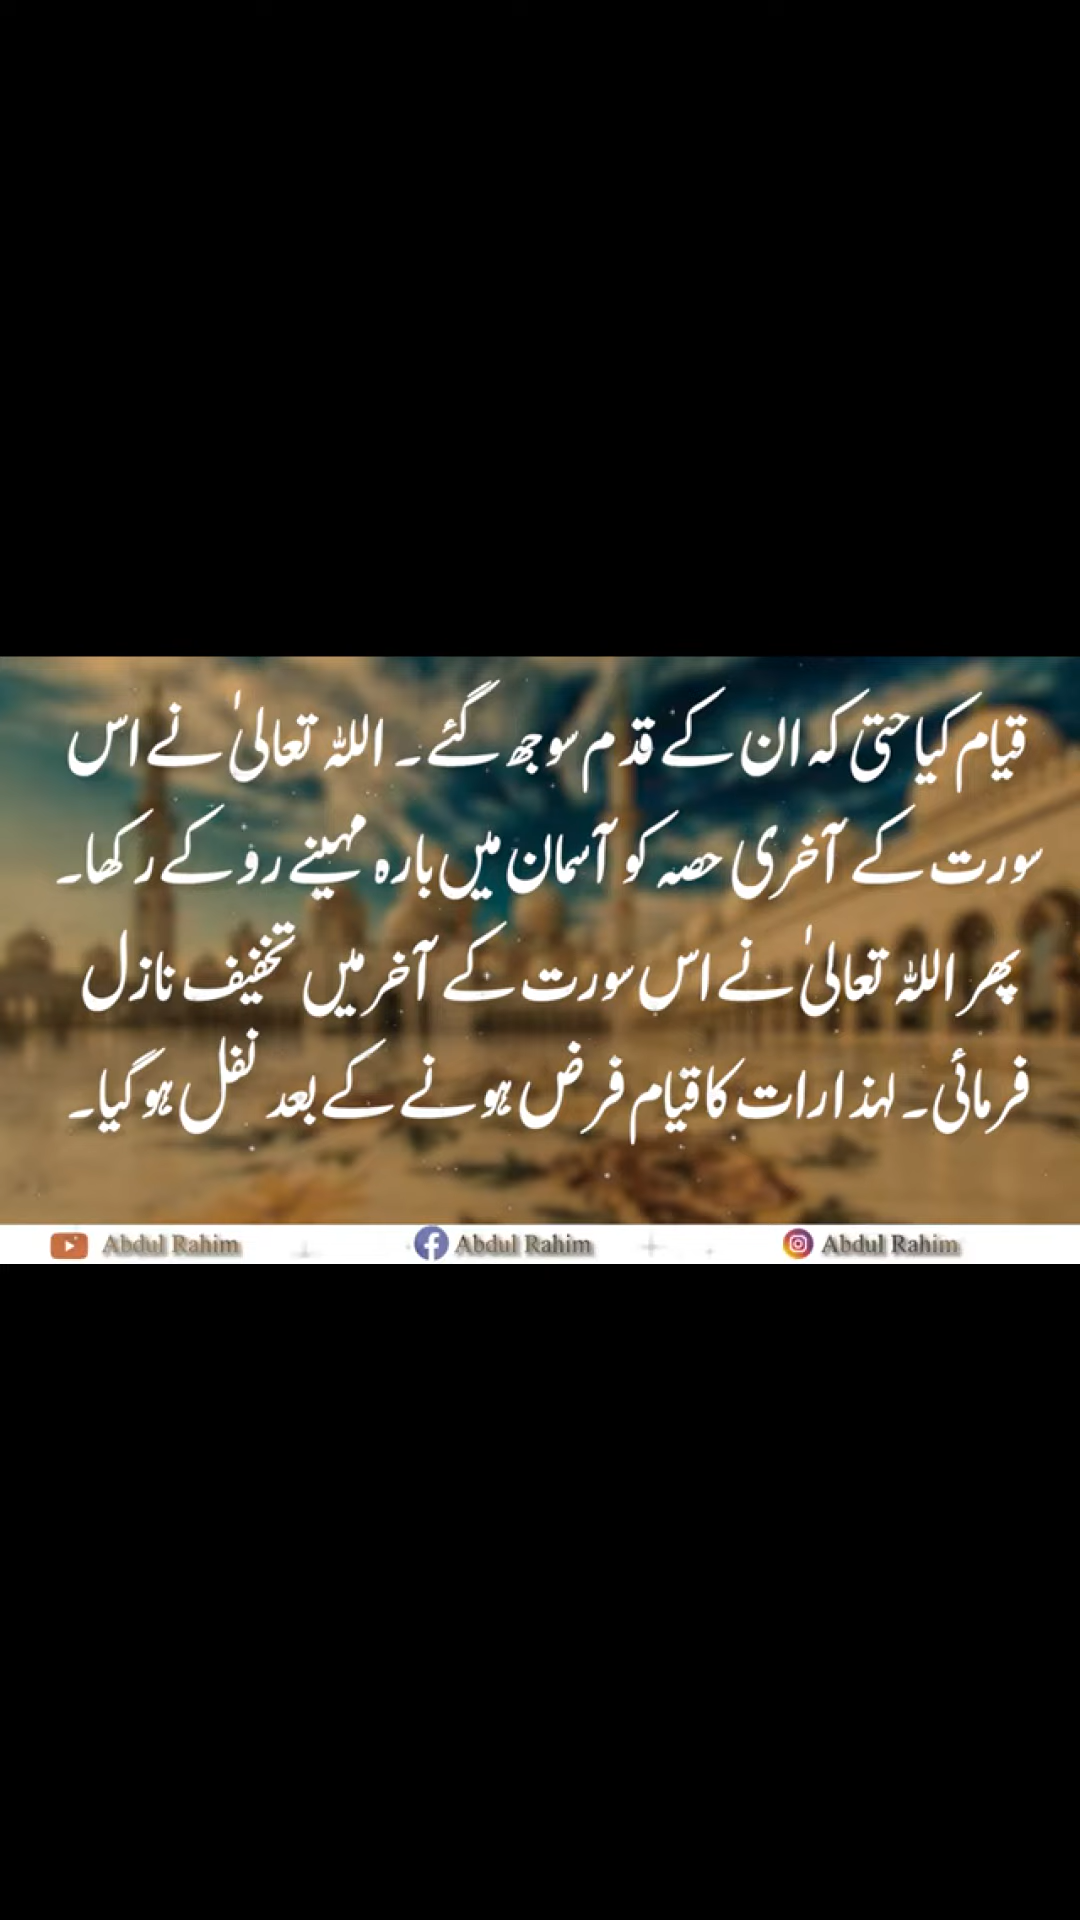 قیام کیا حتیٰ کہ ان کے قدم سوجھ گئے۔ اللہ تعالیٰ نے اس
سورت کے آخری حصہ کو آسمان میں بارہ مہینے روکے رکھا۔
پھر اللہ تعالیٰ نے اس سورت کے آخر میں تخفیف نازل
فرمائی۔ لہذا رات کا قیام فرض ہونے کے بعد نفل ہو گیا۔
Abdul Rahim Abdul Rahim Abdul Rahim